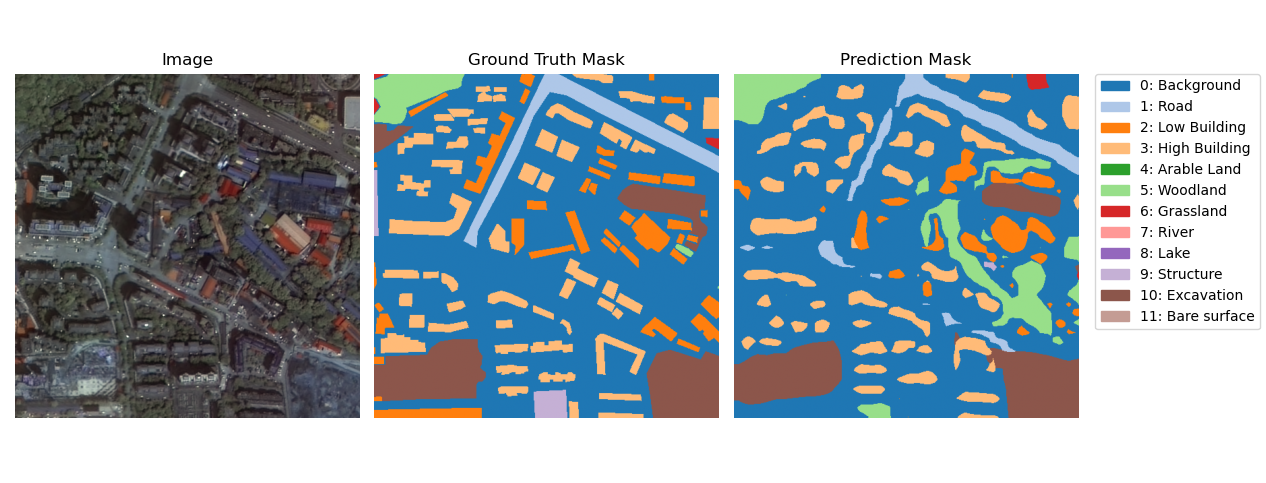 Image
Ground Truth Mask
Prediction Mask
0: Background
1: Road
2: Low Building
3: High Building
4: Arable Land
5: Woodland
6: Grassland
7: River
8: Lake
9: Structure
10: Excavation
11: Bare surface